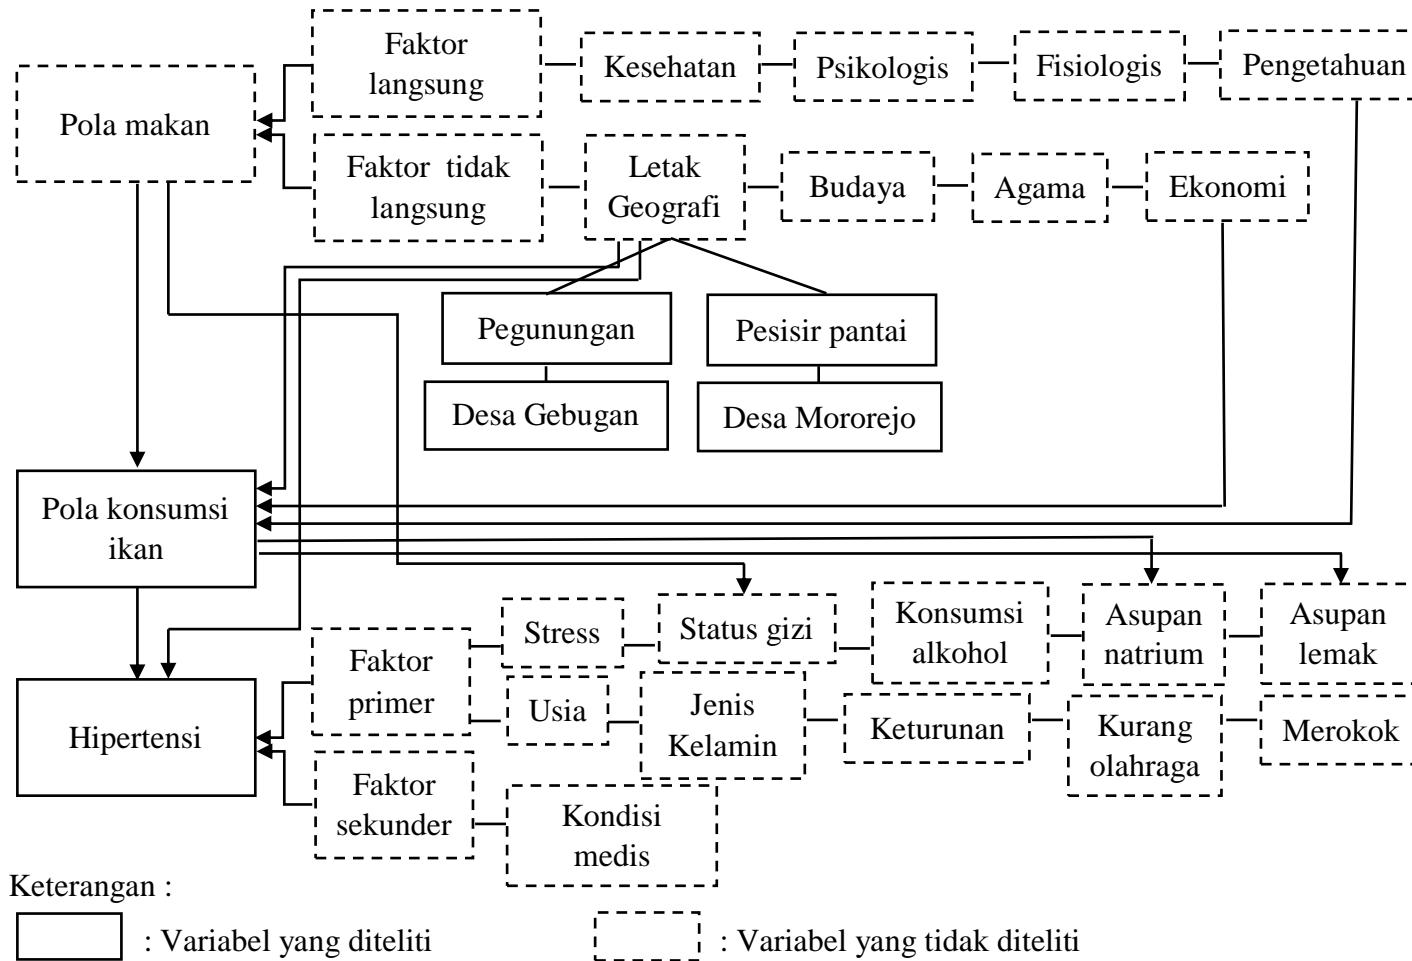 Faktor
langsung
Kesehatan
Psikologis
Fisiologis
Pengetahuan
Pola makan
Faktor tidak
langsung
Letak
Geografi
Budaya
Agama
Ekonomi
Pegunungan
Pesisir pantai
Desa Gebugan
Desa Mororejo
Pola konsumsi
ikan
Stress
Status gizi
Konsumsi
alkohol
Asupan
natrium
Asupan
lemak
Faktor
primer
Usia
Jenis
Kelamin
Keturunan
Kurang
olahraga
Merokok
Hipertensi
Faktor
sekunder
Kondisi
medis
Keterangan :
: Variabel yang diteliti
: Variabel yang tidak diteliti